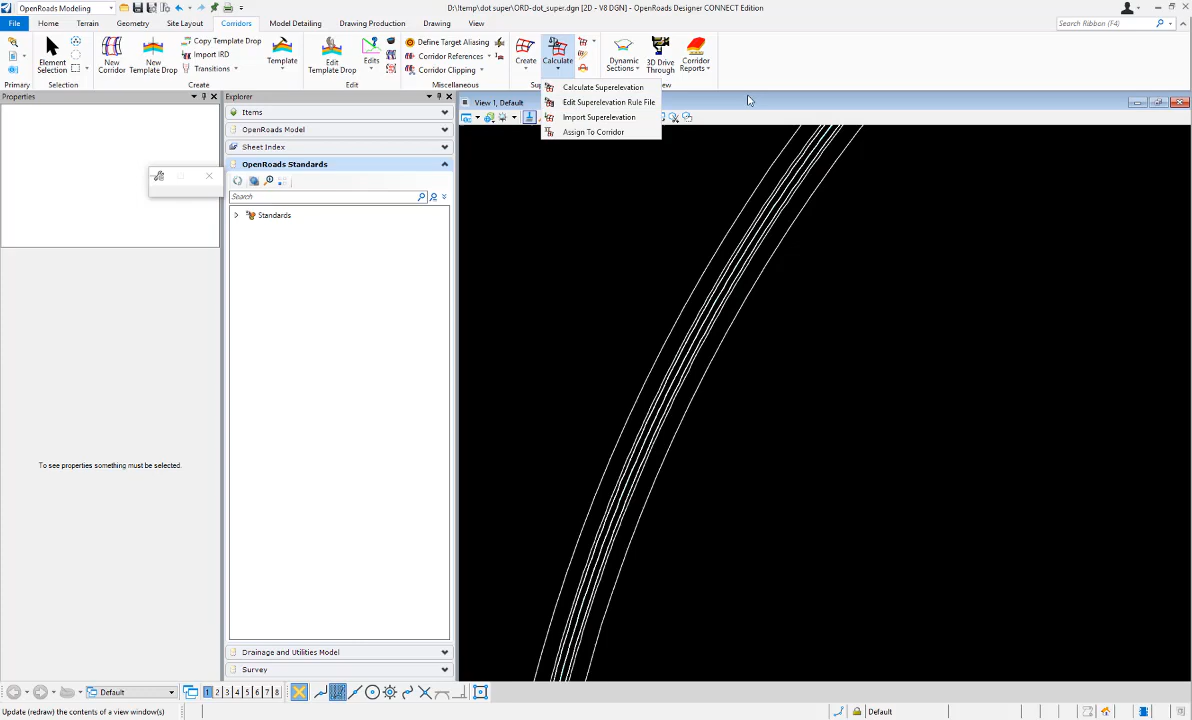 OpenRoads Modeling
D:\temp\dot super\ORD-dot_super.dgn [2D - V8 DGN] - OpenRoads Designer CONNECT Edition
File
Home
Terrain
Geometry
Site Layout
Corridors
Model Detailing
Drawing Production
Drawing
View
Search Ribbon (F4)
Element Selection
New Corridor
New Template Drop
Copy Template Drop
Import IRD
Transitions
Template
Edit Template Drop
Edits
Define Target Aliasing
Corridor References
Corridor Clipping
Create
Calculate
Dynamic Sections
3D Drive Through
Corridor Reports
Primary
Selection
Create
Edit
Miscellaneous
Calculate Superelevation
Edit Superelevation Rule File
Import Superelevation
Assign To Corridor
Properties
To see properties something must be selected.
Explorer
Items
OpenRoads Model
Sheet Index
OpenRoads Standards
Search
Standards
Drainage and Utilities Model
Survey
View 1, Default
Default
1 2 3 4 5 6 7 8
Update (redraw) the contents of a view window(s)
Default